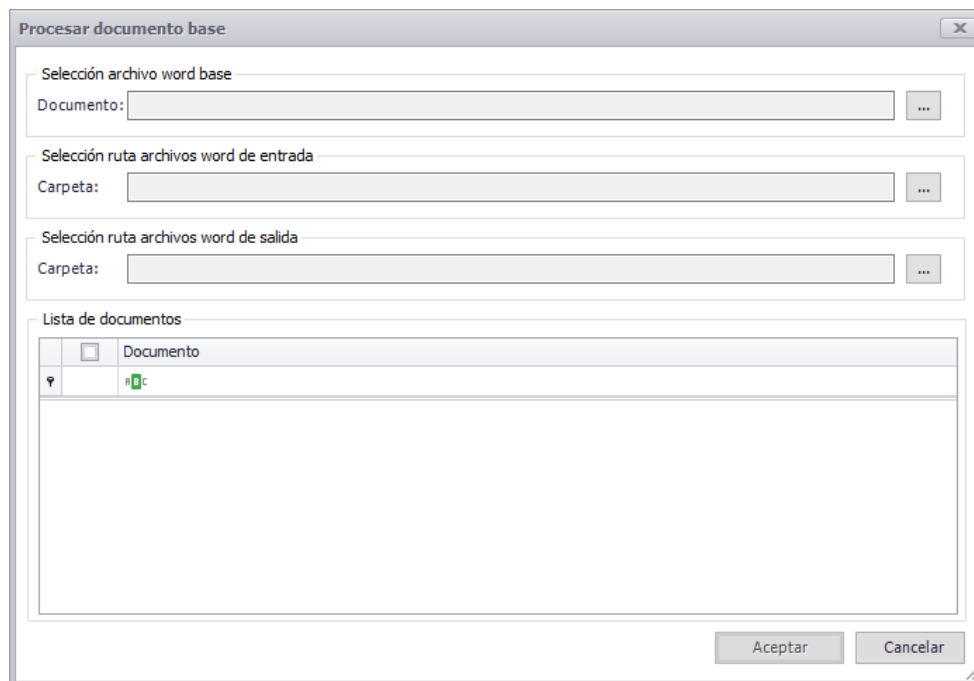 Procesar documento base
Selección archivo word base
Documento: ...
Selección ruta archivos word de entrada
Carpeta: ...
Selección ruta archivos word de salida
Carpeta: ...
Lista de documentos
Documento
ABC
Aceptar Cancelar